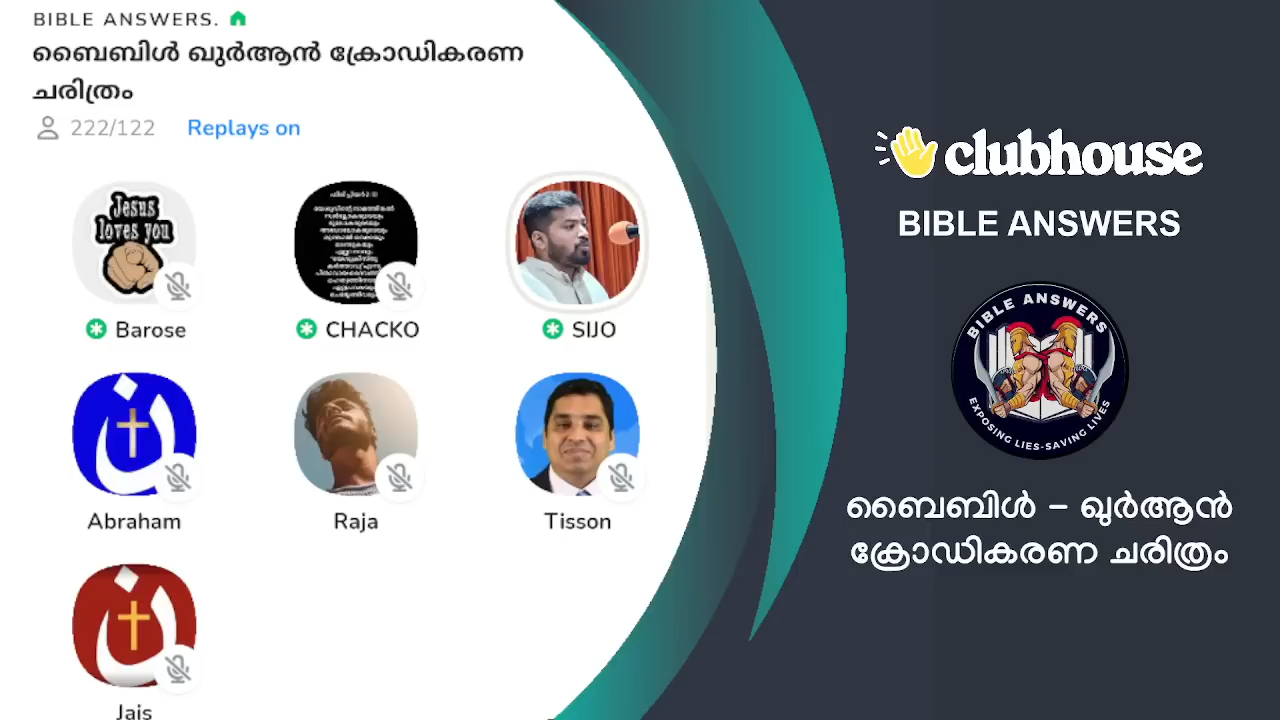 BIBLE ANSWERS.
ബൈബിൾ ഖുർആൻ ക്രോഡികരണ
ചരിത്രം
222/122 Replays on
Jesus
loves you
Barose
CHACKO
SIJO
Abraham
Raja
Tisson
Jais
clubhouse
BIBLE ANSWERS
BIBLE ANSWERS
EXPOSING LIES-SAVING LIVES
ബൈബിൾ – ഖുർആൻ
ക്രോഡികരണ ചരിത്രം